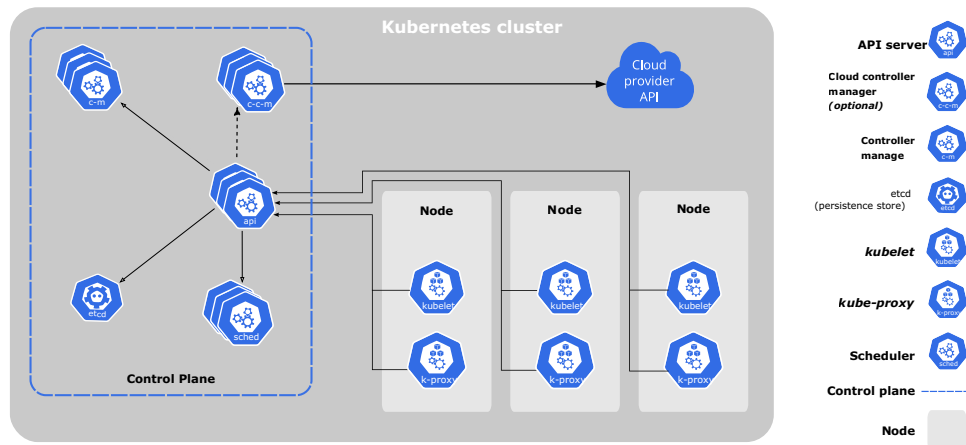 Kubernetes cluster
c-m
c-c-m
Cloud
provider
API
api
Node
Node
Node
etcd
sched
kubelet
kubelet
kubelet
k-proxy
k-proxy
k-proxy
Control Plane
API server
api
Cloud controller
manager
(optional)
c-c-m
Controller
manage
c-m
etcd
(persistence store)
etcd
kubelet
kubelet
kube-proxy
k-proxy
Scheduler
sched
Control plane
Node